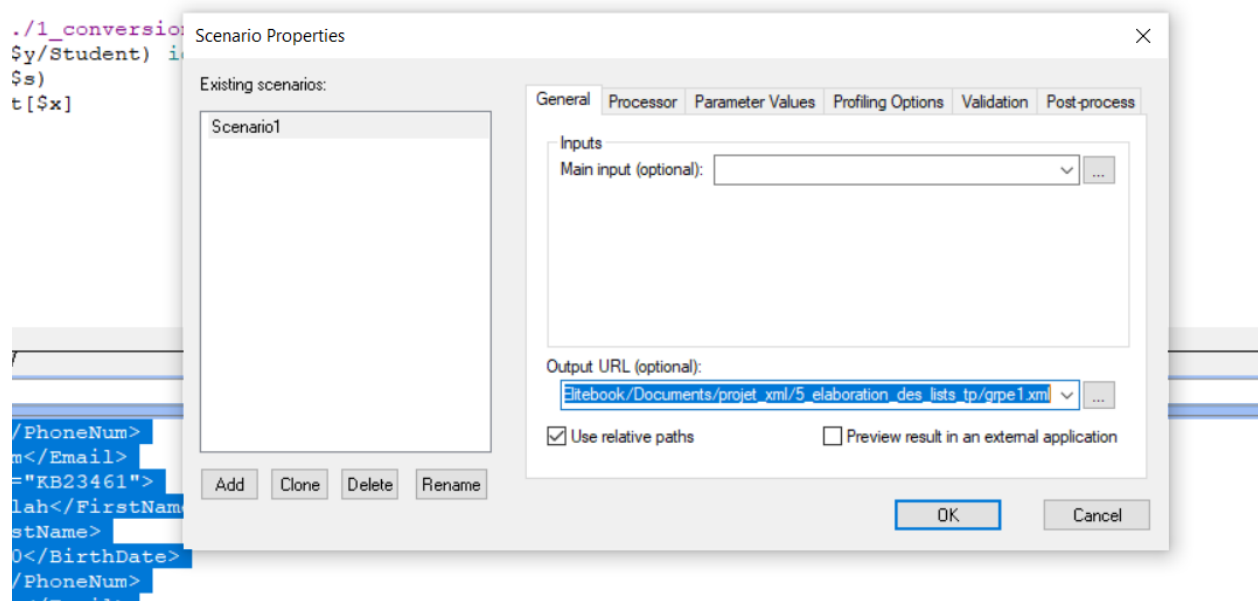 ./1_conversion
$y/Student) i
$s)
t[$x]
Scenario Properties
Existing scenarios:
Scenario1
Add Clone Delete Rename
General Processor Parameter Values Profiling Options Validation Post-process
Inputs
Main input (optional):
...
Output URL (optional):
Elitebook/Documents/projet_xml/5_elaboration_des_lists_tp/grpe1.xml
...
Use relative paths
Preview result in an external application
OK Cancel
/PhoneNum>
m</Email>
="KB23461">
lah</FirstName
stName>
0</BirthDate>
/PhoneNum>